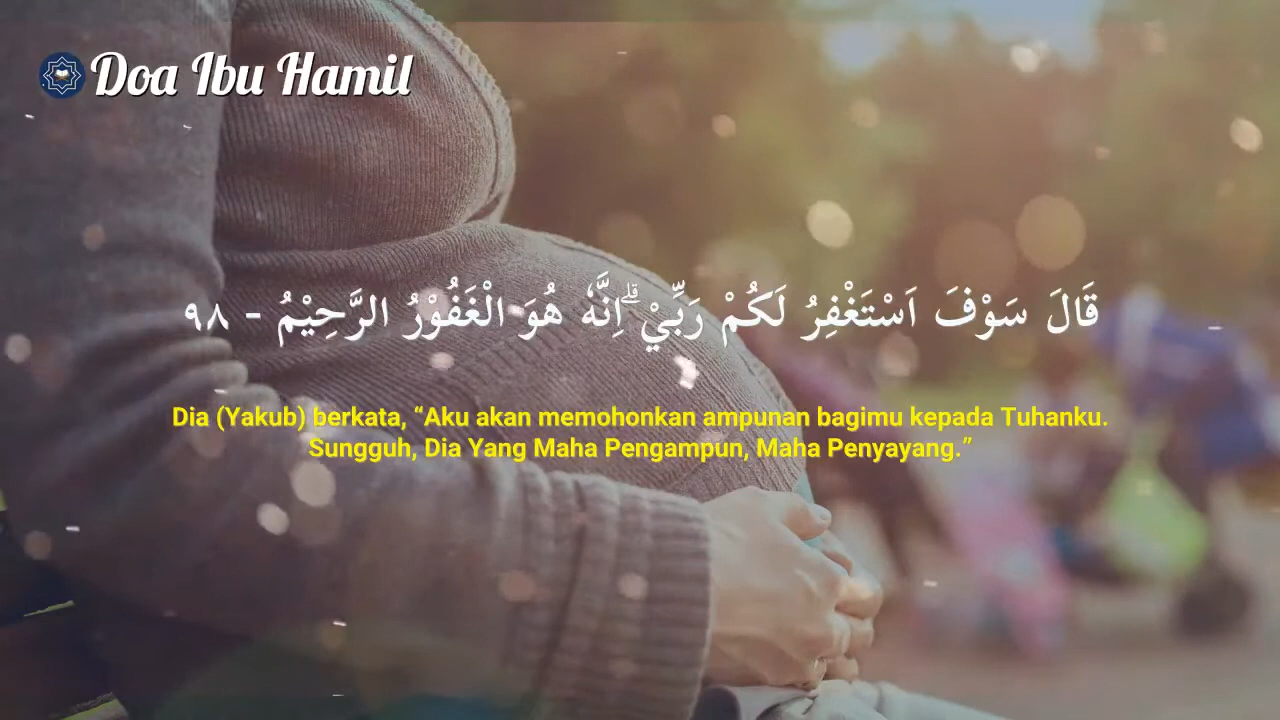 Doa Ibu Hamil
قَالَ سَوْفَ اَسْتَغْفِرُ لَكُمْ رَبِّيْ ۗاِنَّهٗ هُوَ الْغَفُوْرُ الرَّحِيْمُ - ٩٨
Dia (Yakub) berkata, “Aku akan memohonkan ampunan bagimu kepada Tuhanku.
Sungguh, Dia Yang Maha Pengampun, Maha Penyayang.”